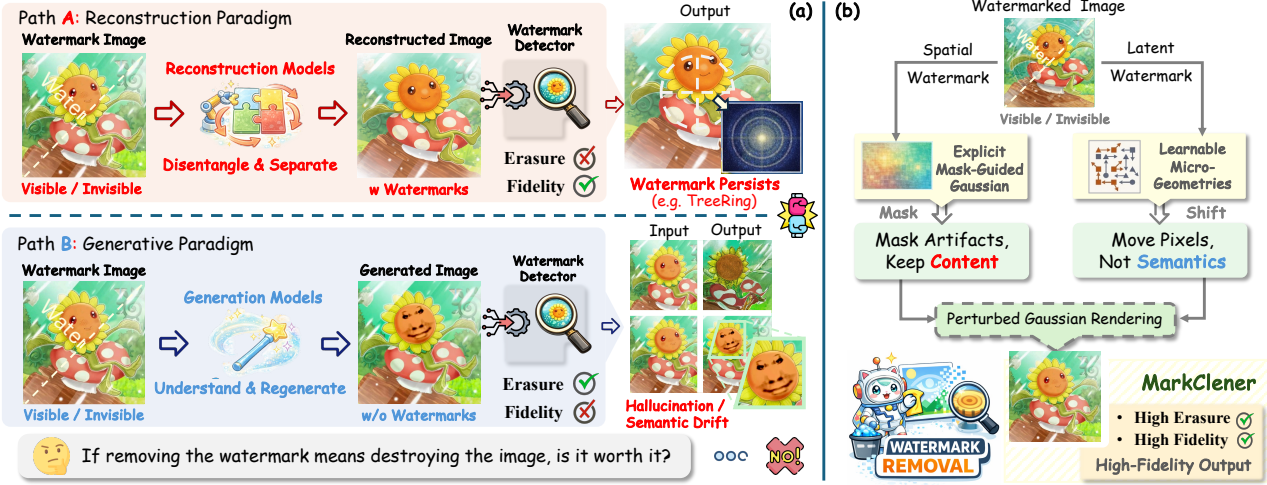 Path A: Reconstruction Paradigm
Watermark Image
Water!!
Visible / Invisible
Reconstruction Models
Disentangle & Separate
Reconstructed Image
w Watermarks
Watermark
Detector
Erasure
Fidelity
Output
(a)
Watermark Persists
(e.g. TreeRing)
Path B: Generative Paradigm
Watermark Image
Water!!
Visible / Invisible
Generation Models
Understand & Regenerate
Generated Image
w/o Watermarks
Watermark
Detector
Erasure
Fidelity
Input
Output
Hallucination /
Semantic Drift
If removing the watermark means destroying the image, is it worth it?
NO!
(b)
Watermarked Image
Spatial
Watermark
Latent
Watermark
Visible / Invisible
Explicit
Mask-Guided
Gaussian
Learnable
Micro-
Geometries
Mask
Shift
Mask Artifacts,
Keep Content
Move Pixels,
Not Semantics
Perturbed Gaussian Rendering
WATERMARK
REMOVAL
MarkClener
• High Erasure
• High Fidelity
High-Fidelity Output